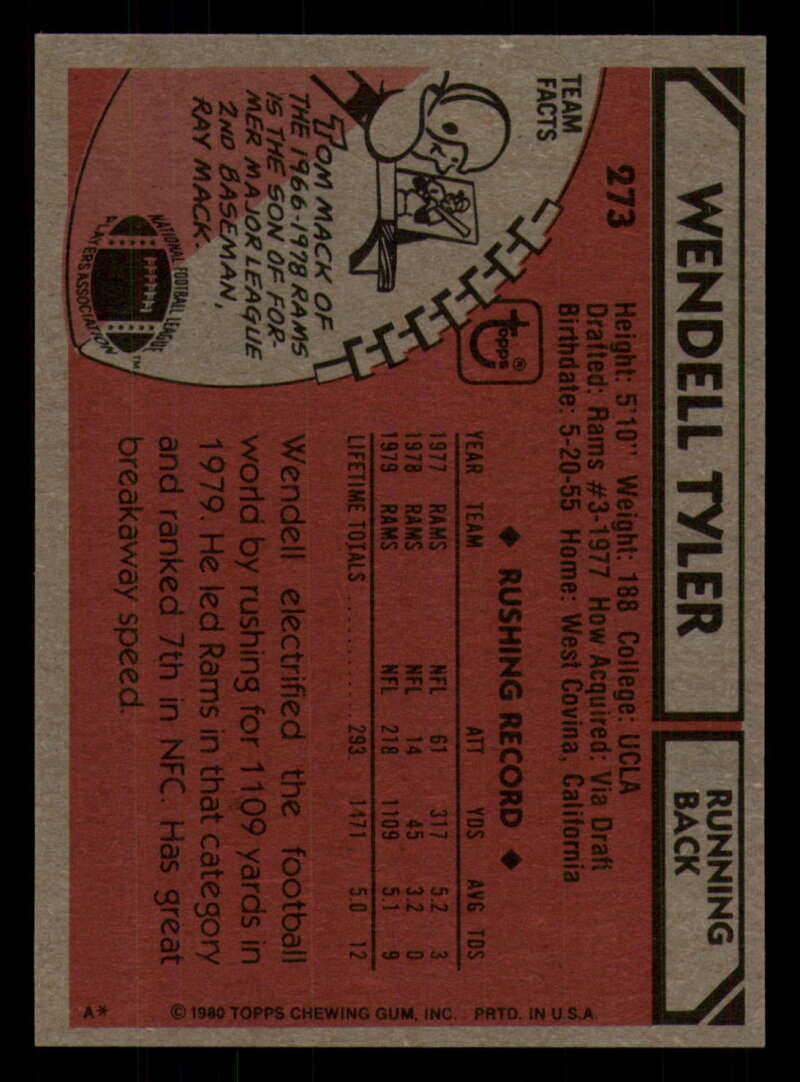 WENDELL TYLER
RUNNING
BACK
273
Height: 5'10" Weight: 188 College: UCLA
Drafted: Rams #3-1977 How Acquired: Via Draft
Birthdate: 5-20-55 Home: West Covina, California
TEAM
FACTS
TOM MACK OF
THE 1966-1978 RAMS
IS THE SON OF FOR-
MER MAJOR LEAGUE
2ND BASEMAN,
RAY MACK.
NATIONAL FOOTBALL LEAGUE
PLAYERS ASSOCIATION
TM
Topps®
◆ RUSHING RECORD ◆
YEAR TEAM ATT YDS AVG TDS
1977 RAMS NFL 61 317 5.2 3
1978 RAMS NFL 14 45 3.2 0
1979 RAMS NFL 218 1109 5.1 9
LIFETIME TOTALS ........... 293 1471 5.0 12
Wendell electrified the football
world by rushing for 1109 yards in
1979. He led Rams in that category
and ranked 7th in NFC. Has great
breakaway speed.
A* © 1980 TOPPS CHEWING GUM, INC. PRTD. IN U.S.A.